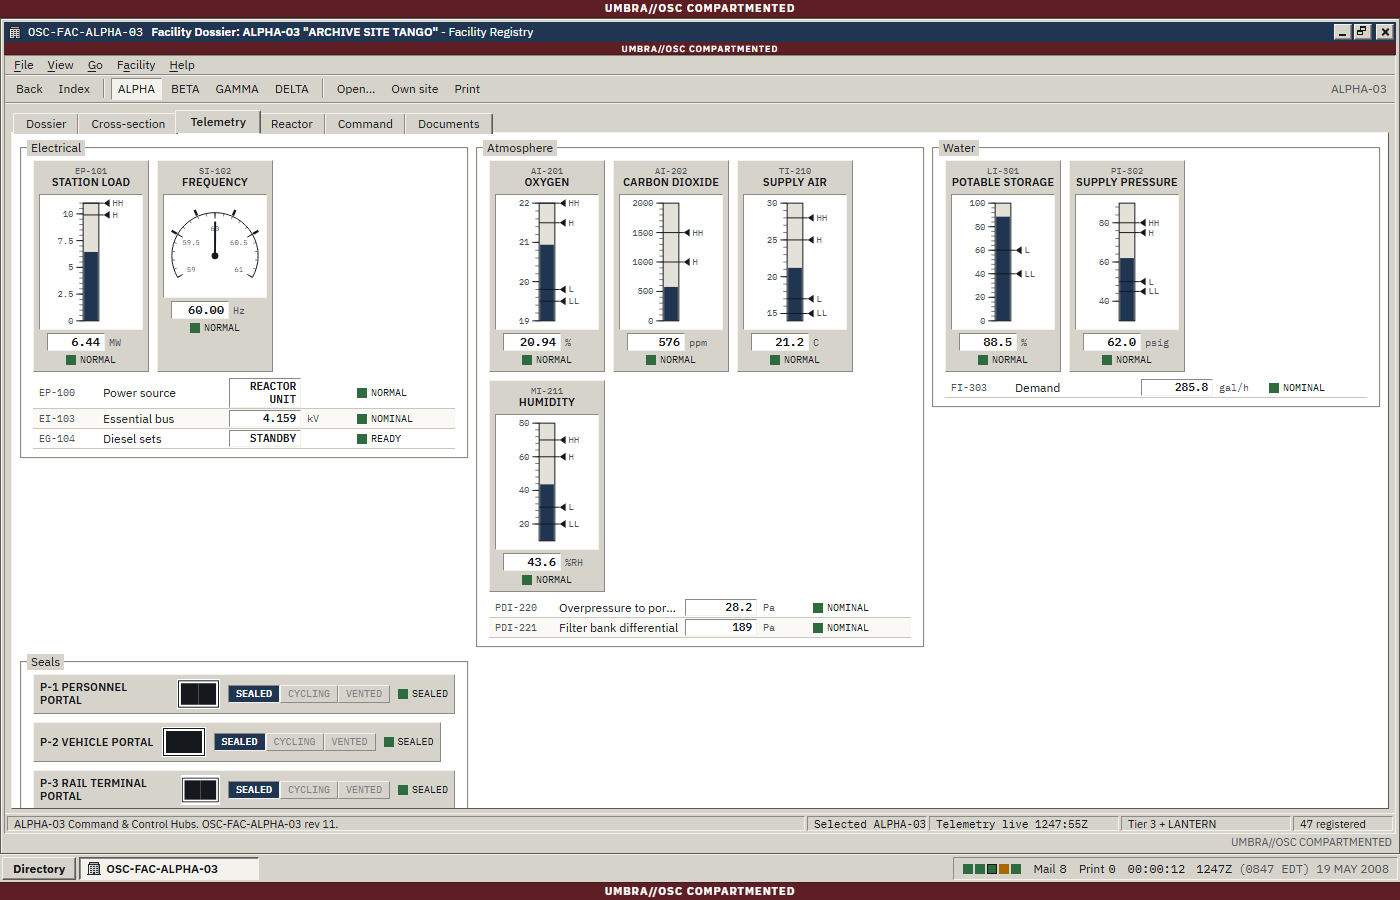 UMBRA//OSC COMPARTMENTED
OSC-FAC-ALPHA-03 Facility Dossier: ALPHA-03 "ARCHIVE SITE TANGO" - Facility Registry
UMBRA//OSC COMPARTMENTED
File View Go Facility Help
Back Index ALPHA BETA GAMMA DELTA Open... Own site Print ALPHA-03
Dossier Cross-section Telemetry Reactor Command Documents
Electrical
EP-101
STATION LOAD
HH
H
10
7.5
5
2.5
0
6.44 MW
NORMAL
SI-102
FREQUENCY
60
59.5 60.5
59 61
60.00 Hz
NORMAL
EP-100 Power source REACTOR UNIT NORMAL
EI-103 Essential bus 4.159 kV NOMINAL
EG-104 Diesel sets STANDBY READY
Atmosphere
AI-201
OXYGEN
22 HH
H
21
20 L
LL
19
20.94 %
NORMAL
AI-202
CARBON DIOXIDE
2000
1500 HH
1000 H
500
0
576 ppm
NORMAL
TI-210
SUPPLY AIR
30
HH
25 H
20
L
15 LL
21.2 C
NORMAL
MI-211
HUMIDITY
80
HH
60 H
40
L
20 LL
43.6 %RH
NORMAL
PDI-220 Overpressure to por... 28.2 Pa NOMINAL
PDI-221 Filter bank differential 189 Pa NOMINAL
Water
LI-301
POTABLE STORAGE
100
80
60 L
40 LL
20
0
88.5 %
NORMAL
PI-302
SUPPLY PRESSURE
80 HH
H
60
L
LL
40
62.0 psig
NORMAL
FI-303 Demand 285.8 gal/h NOMINAL
Seals
P-1 PERSONNEL PORTAL SEALED CYCLING VENTED SEALED
P-2 VEHICLE PORTAL SEALED CYCLING VENTED SEALED
P-3 RAIL TERMINAL PORTAL SEALED CYCLING VENTED SEALED
ALPHA-03 Command & Control Hubs. OSC-FAC-ALPHA-03 rev 11. Selected ALPHA-03 Telemetry live 1247:55Z Tier 3 + LANTERN 47 registered
UMBRA//OSC COMPARTMENTED
Directory OSC-FAC-ALPHA-03 Mail 8 Print 0 00:00:12 1247Z (0847 EDT) 19 MAY 2008
UMBRA//OSC COMPARTMENTED